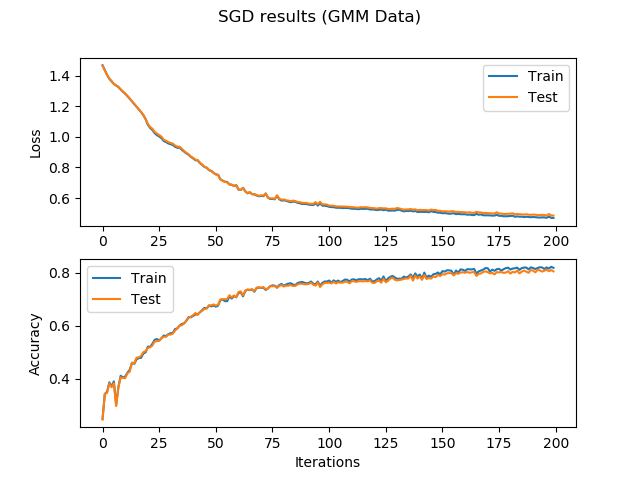 SGD results (GMM Data)
1.4
1.2
1.0
0.8
0.6
Loss
Train
Test
0 25 50 75 100 125 150 175 200
0.8
0.6
0.4
Accuracy
Train
Test
0 25 50 75 100 125 150 175 200
Iterations